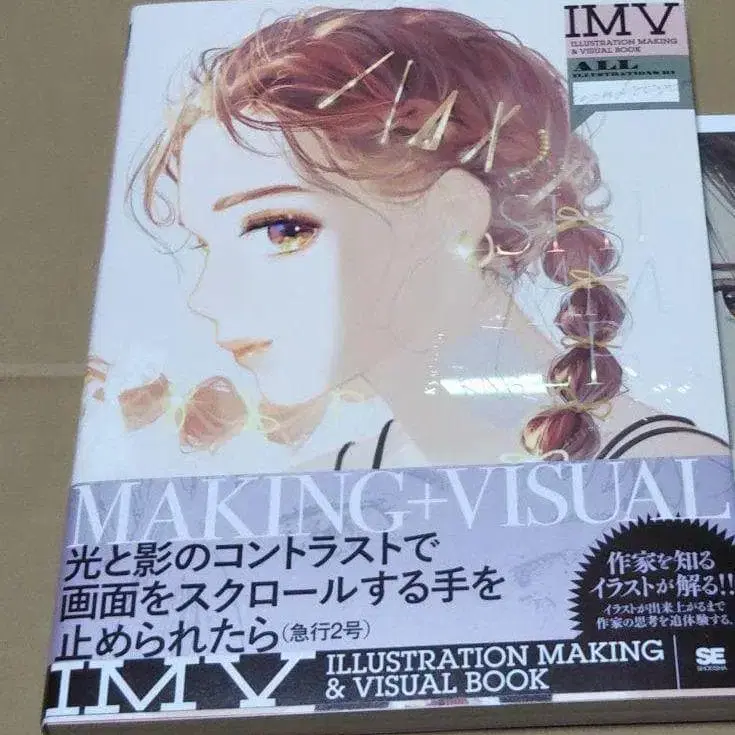 IMV
ILLUSTRATION MAKING
& VISUAL BOOK
ALL
ILLUSTRATIONS BY
MAKING+VISUAL
光と影のコントラストで
画面をスクロールする手を
止められたら(急行2号)
作家を知る
イラストが解る!!
イラストが出来上がるまで
作家の思考を追体験する。
IMV
ILLUSTRATION MAKING
& VISUAL BOOK
SE
SHOEISHA